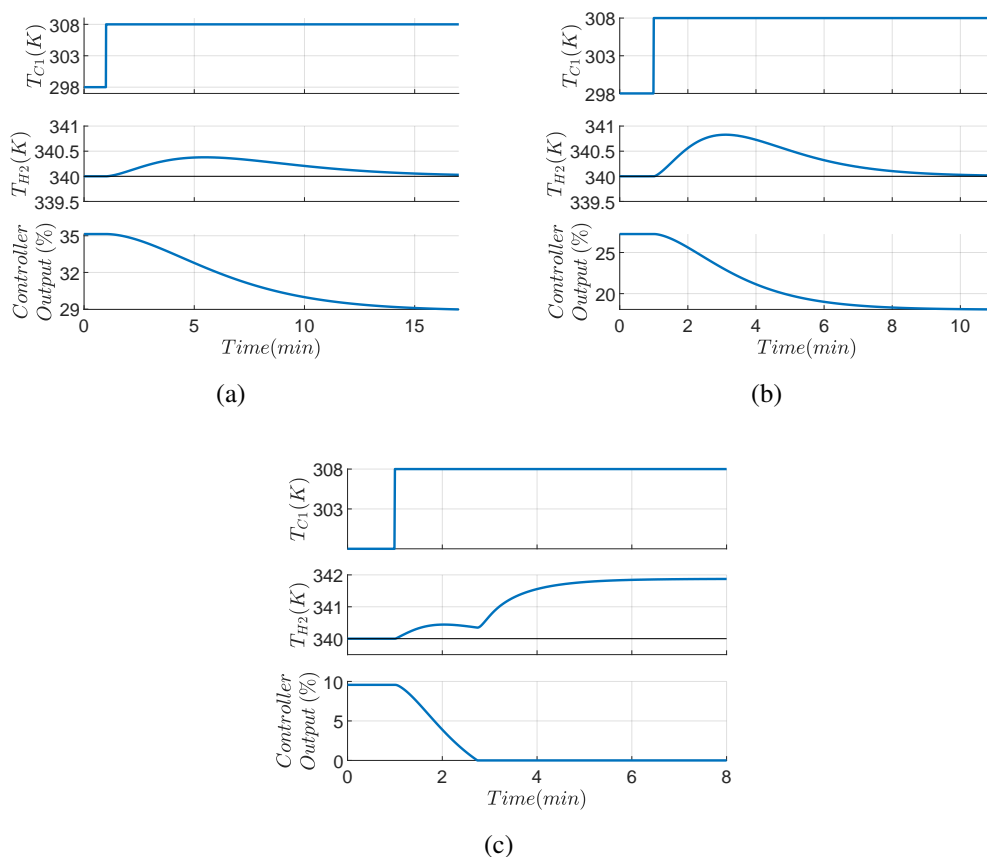 308
303
298
T_{C1}(K)
341
340.5
340
339.5
T_{H2}(K)
35
32
29
Controller
Output (%)
0 5 10 15
Time(min)
(a)
308
303
298
T_{C1}(K)
341
340.5
340
339.5
T_{H2}(K)
25
20
Controller
Output (%)
0 2 4 6 8 10
Time(min)
(b)
308
303
T_{C1}(K)
342
341
340
T_{H2}(K)
10
5
0
Controller
Output (%)
0 2 4 6 8
Time(min)
(c)